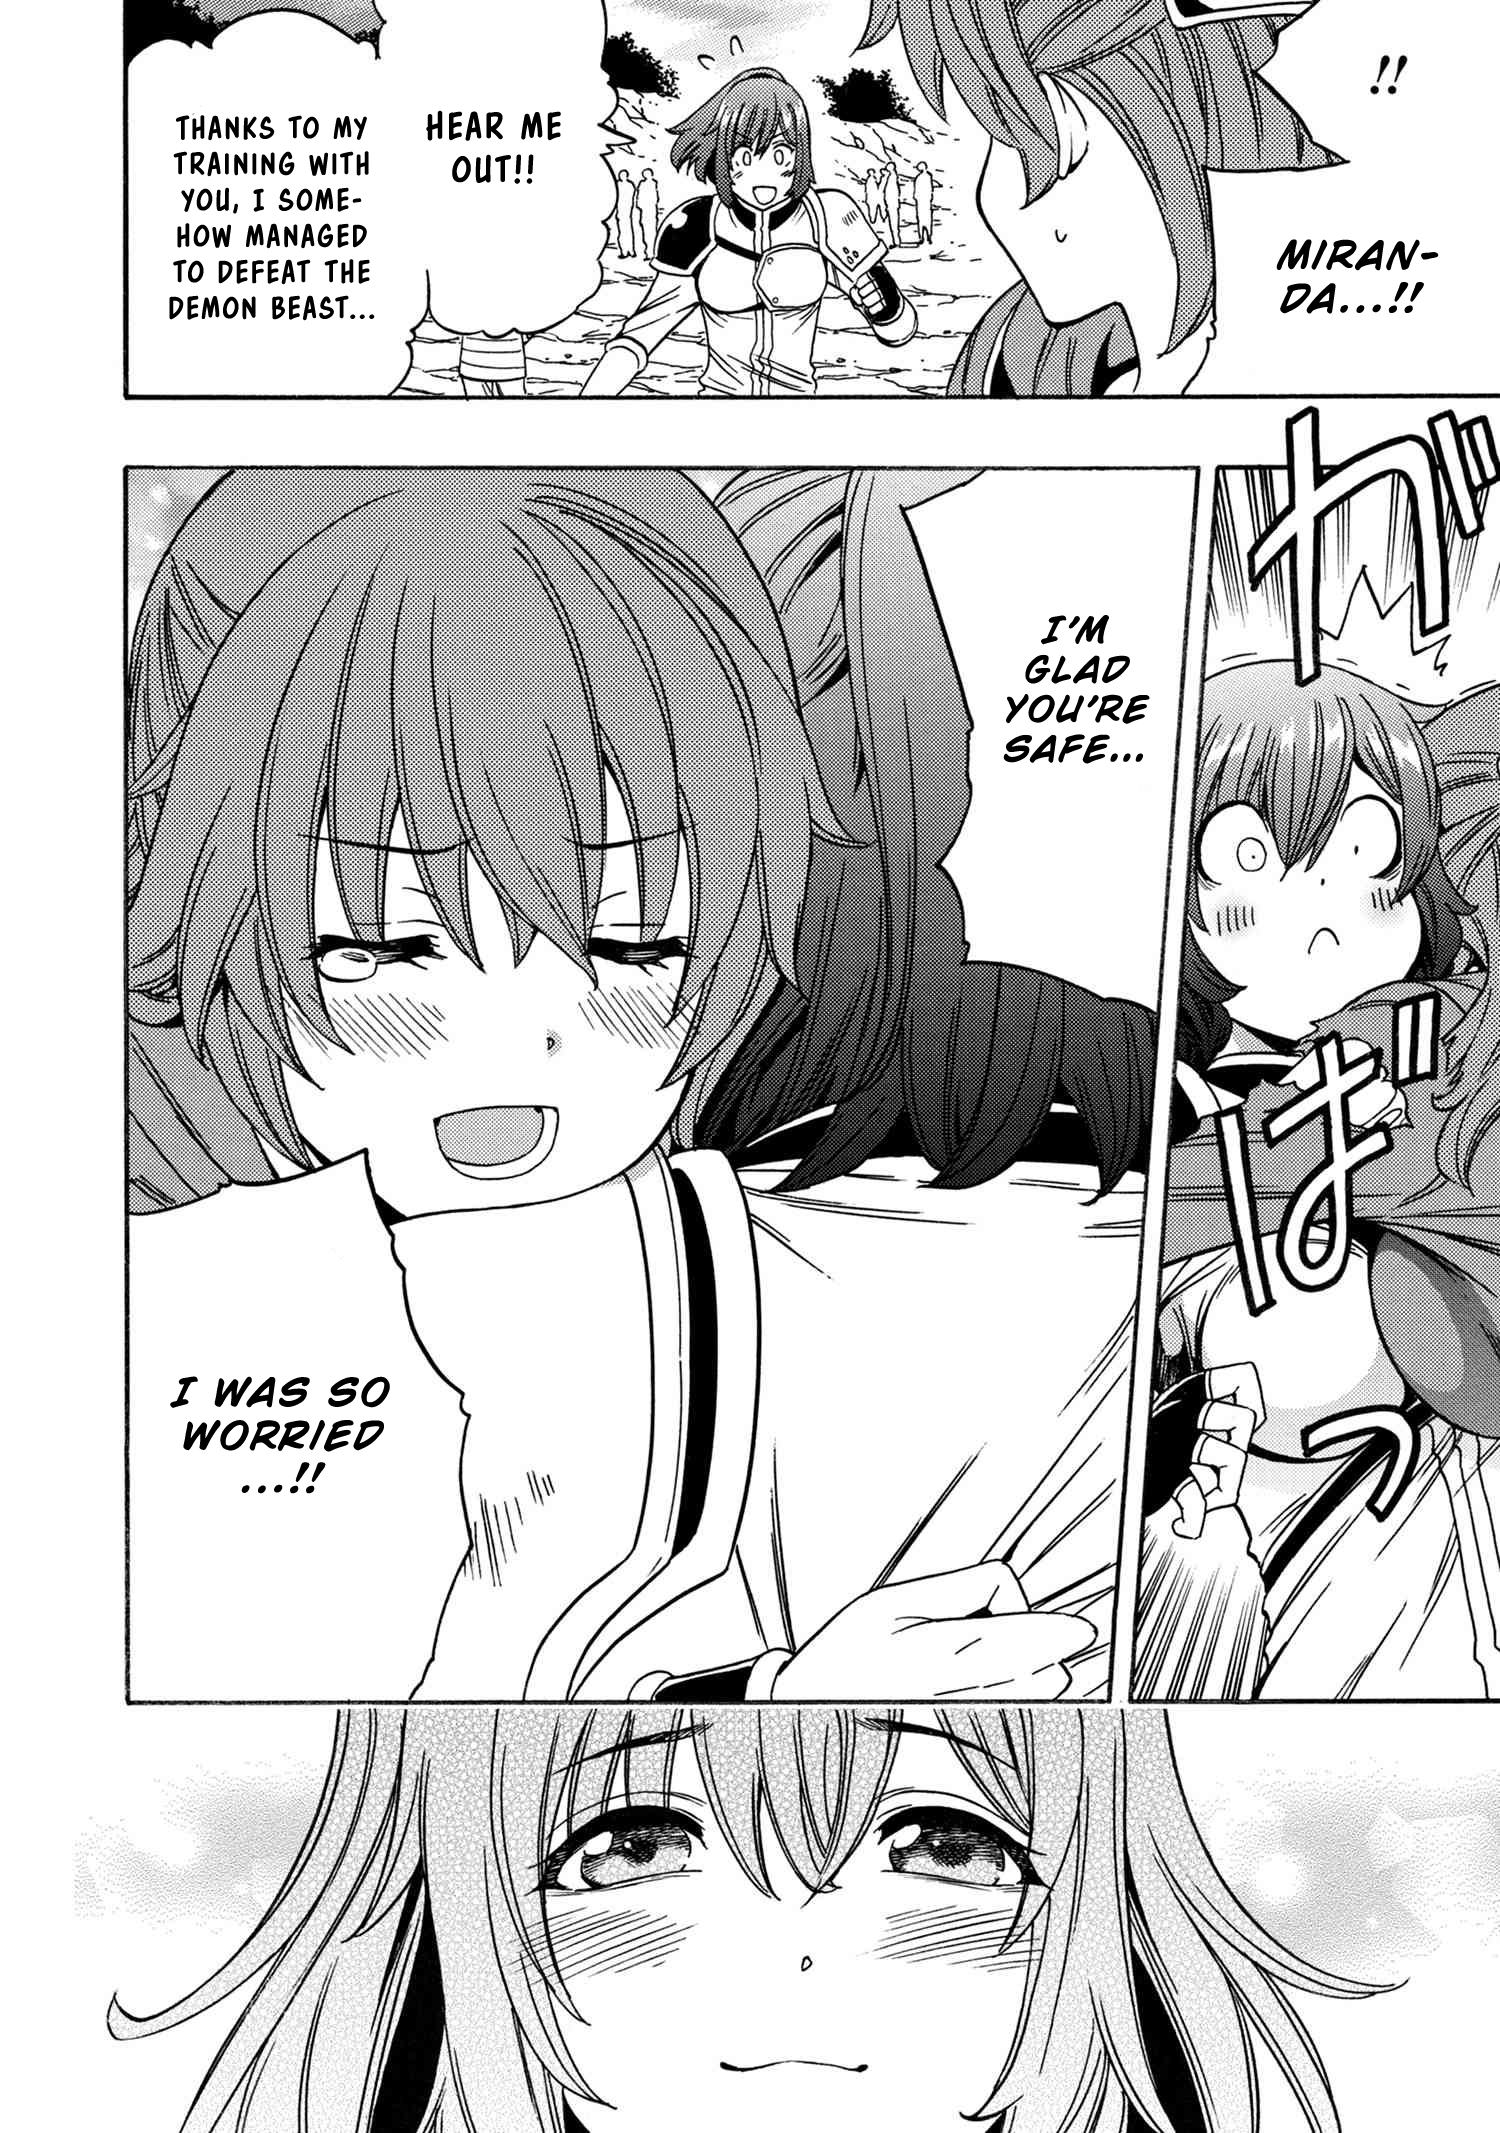 !!
MIRAN-
DA...!!
HEAR ME
OUT!!
THANKS TO MY
TRAINING WITH
YOU, I SOME-
HOW MANAGED
TO DEFEAT THE
DEMON BEAST...
ガ
ば
っ
I'M
GLAD
YOU'RE
SAFE...
I WAS SO
WORRIED
...!!